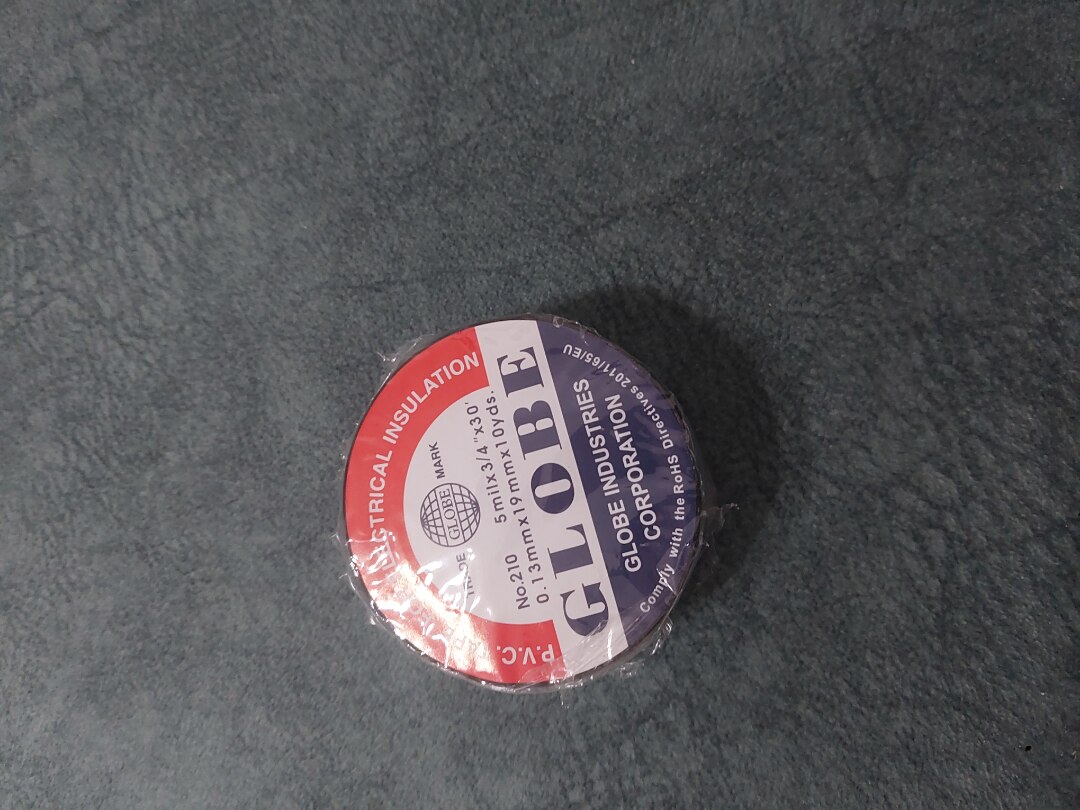 P.V.C. ELECTRICAL INSULATION
TRADE GLOBE MARK
No.210 5milx3/4"x30'
0.13mmx19mmx10yds.
GLOBE
GLOBE INDUSTRIES
CORPORATION
Comply with the RoHS Directives 2011/65/EU